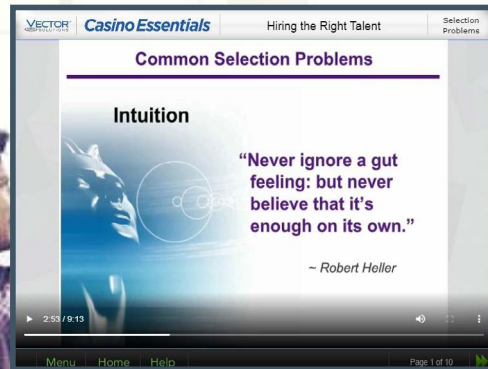 VECTOR SOLUTIONS
Casino Essentials
Hiring the Right Talent
Selection
Problems
Common Selection Problems
Intuition
“Never ignore a gut
feeling: but never
believe that it's
enough on its own.”
~ Robert Heller
2:53 / 9:13
Menu Home Help
Page 1 of 10